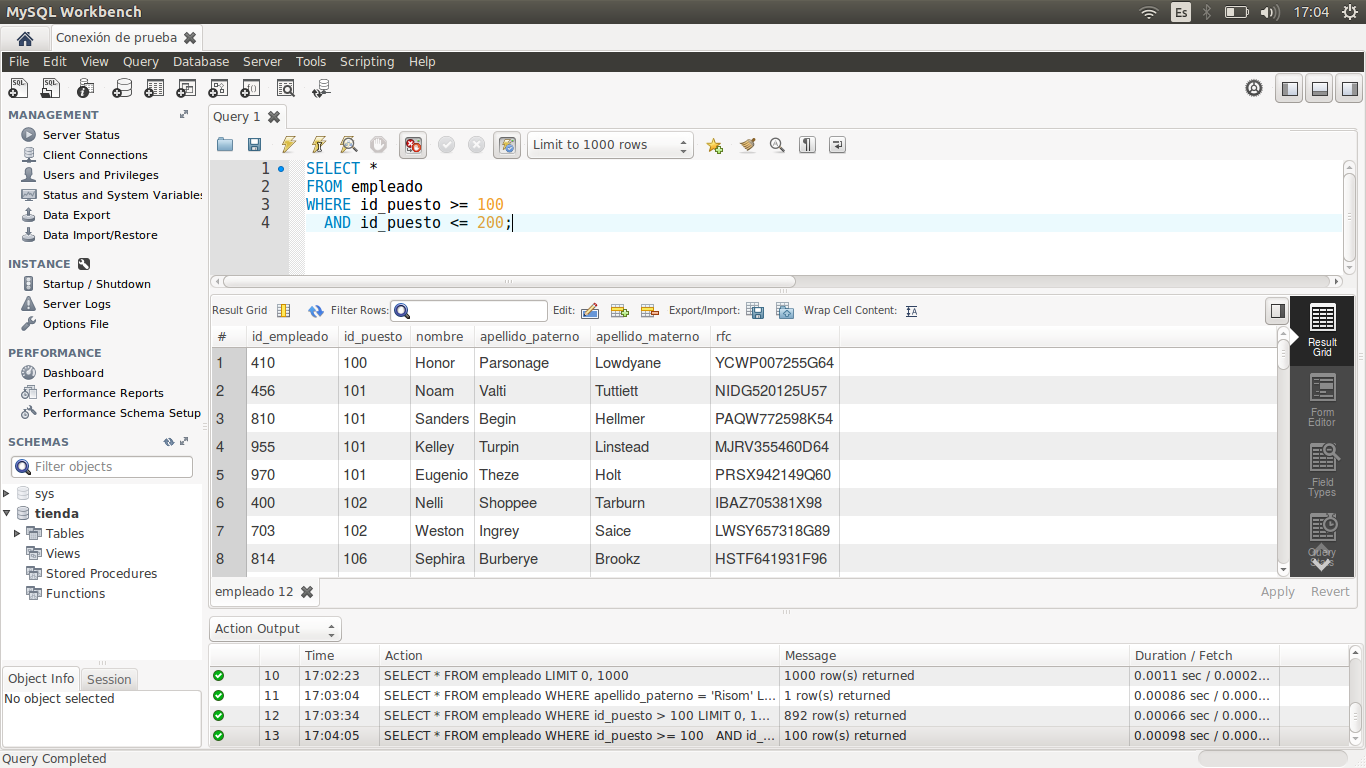 MySQL Workbench Es 17:04
Conexión de prueba
File Edit View Query Database Server Tools Scripting Help
MANAGEMENT
Server Status
Client Connections
Users and Privileges
Status and System Variables
Data Export
Data Import/Restore
INSTANCE
Startup / Shutdown
Server Logs
Options File
PERFORMANCE
Dashboard
Performance Reports
Performance Schema Setup
SCHEMAS
Filter objects
sys
tienda
Tables
Views
Stored Procedures
Functions
Object Info Session
No object selected
Query 1
Limit to 1000 rows
1 SELECT *
2 FROM empleado
3 WHERE id_puesto >= 100
4 AND id_puesto <= 200;
Result Grid Filter Rows: Edit: Export/Import: Wrap Cell Content:
# id_empleado id_puesto nombre apellido_paterno apellido_materno rfc
1 410 100 Honor Parsonage Lowdyane YCWP007255G64
2 456 101 Noam Valti Tuttiett NIDG520125U57
3 810 101 Sanders Begin Hellmer PAQW772598K54
4 955 101 Kelley Turpin Linstead MJRV355460D64
5 970 101 Eugenio Theze Holt PRSX942149Q60
6 400 102 Nelli Shoppee Tarburn IBAZ705381X98
7 703 102 Weston Ingrey Saice LWSY657318G89
8 814 106 Sephira Burberye Brookz HSTF641931F96
Result
Grid
Form
Editor
Field
Types
Query
Stats
empleado 12 Apply Revert
Action Output
Time Action Message Duration / Fetch
10 17:02:23 SELECT * FROM empleado LIMIT 0, 1000 1000 row(s) returned 0.0011 sec / 0.0002...
11 17:03:04 SELECT * FROM empleado WHERE apellido_paterno = 'Risom' L... 1 row(s) returned 0.00086 sec / 0.000...
12 17:03:34 SELECT * FROM empleado WHERE id_puesto > 100 LIMIT 0, 1... 892 row(s) returned 0.00066 sec / 0.000...
13 17:04:05 SELECT * FROM empleado WHERE id_puesto >= 100 AND id_... 100 row(s) returned 0.00098 sec / 0.000...
Query Completed